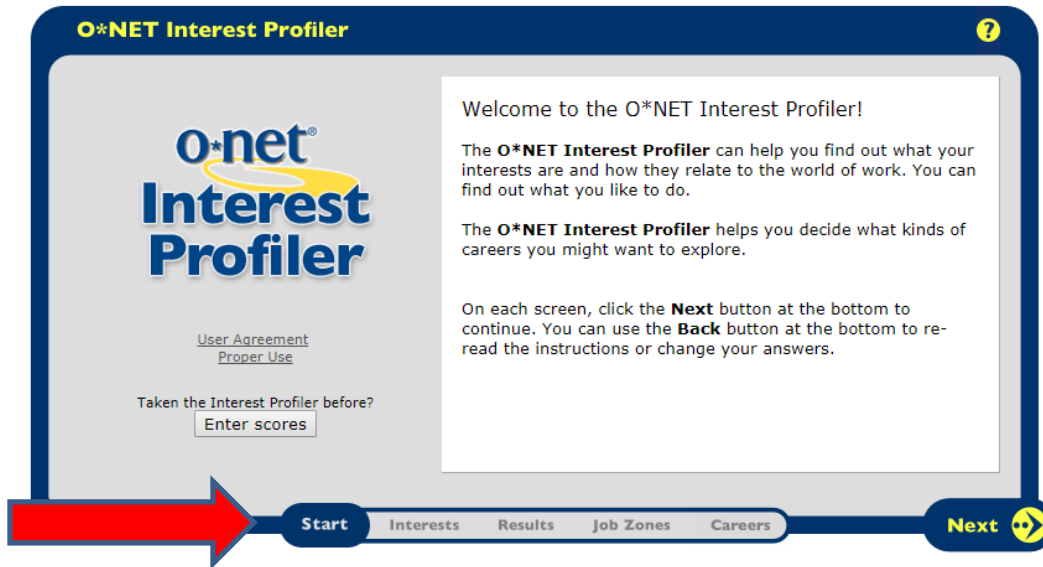 O*NET Interest Profiler
?
o*net®
Interest
Profiler
User Agreement
Proper Use
Taken the Interest Profiler before?
Enter scores
Welcome to the O*NET Interest Profiler!
The O*NET Interest Profiler can help you find out what your
interests are and how they relate to the world of work. You can
find out what you like to do.
The O*NET Interest Profiler helps you decide what kinds of
careers you might want to explore.
On each screen, click the Next button at the bottom to
continue. You can use the Back button at the bottom to re-
read the instructions or change your answers.
Start Interests Results Job Zones Careers
Next